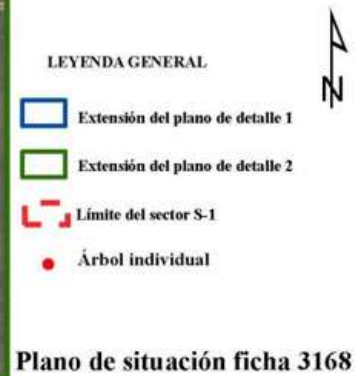 N
LEYENDA GENERAL
Extensión del plano de detalle 1
Extensión del plano de detalle 2
Límite del sector S-1
Árbol individual
Plano de situación ficha 3168